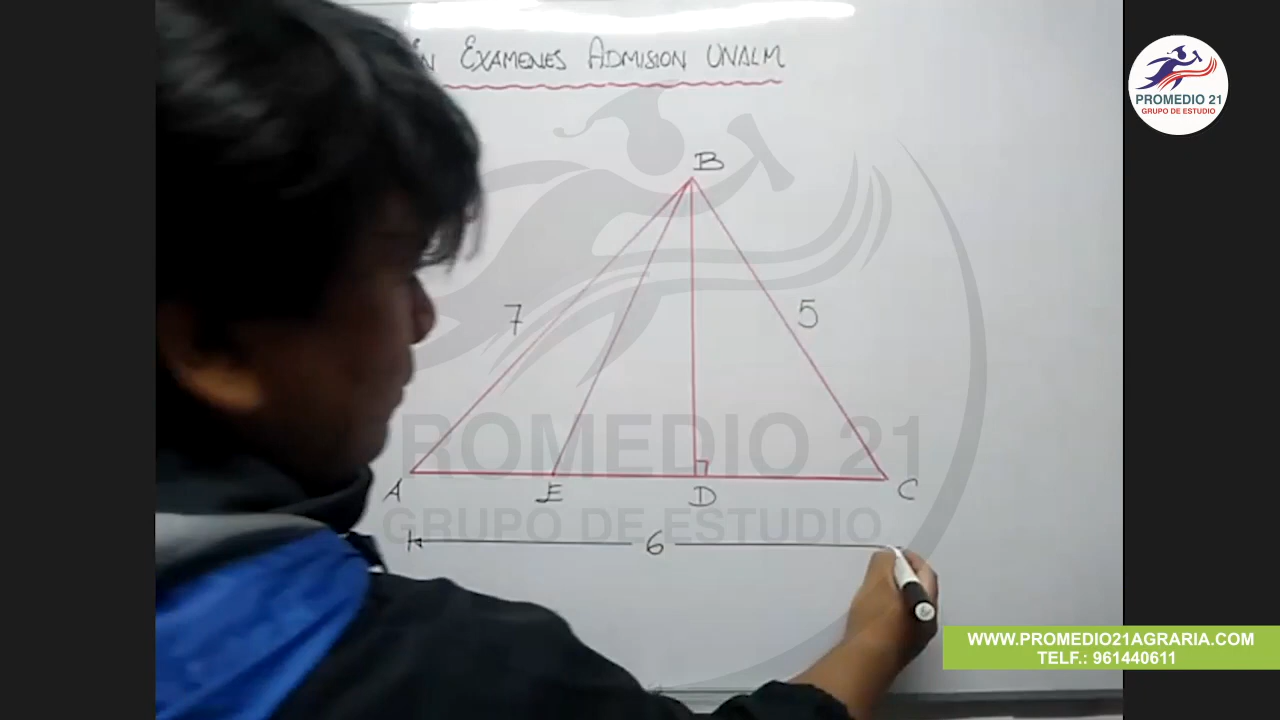 EN EXAMENES ADMISION UNALM
PROMEDIO 21
GRUPO DE ESTUDIO
B
7
5
PROMEDIO 21
A
E
D
C
GRUPO DE ESTUDIO
6
WWW.PROMEDIO21AGRARIA.COM
TELF.: 961440611